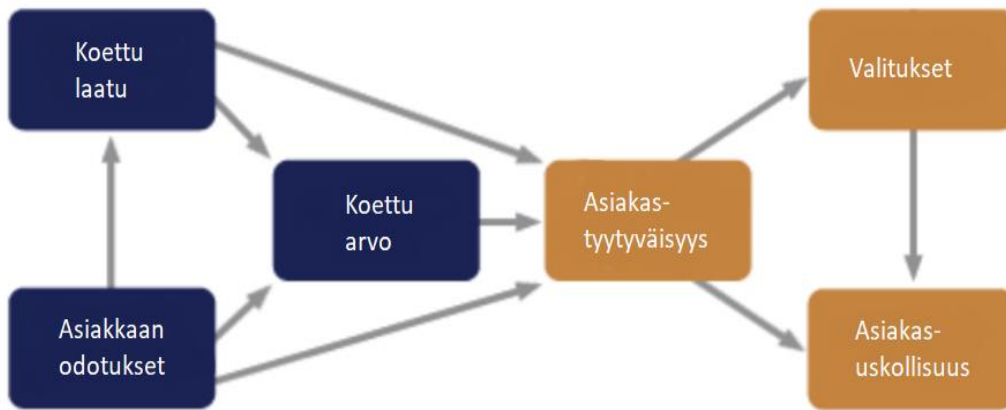 Koettu
laatu
Valitukset
Koettu
arvo
Asiakas-
tyytyväisyys
Asiakkaan
odotukset
Asiakas-
uskollisuus